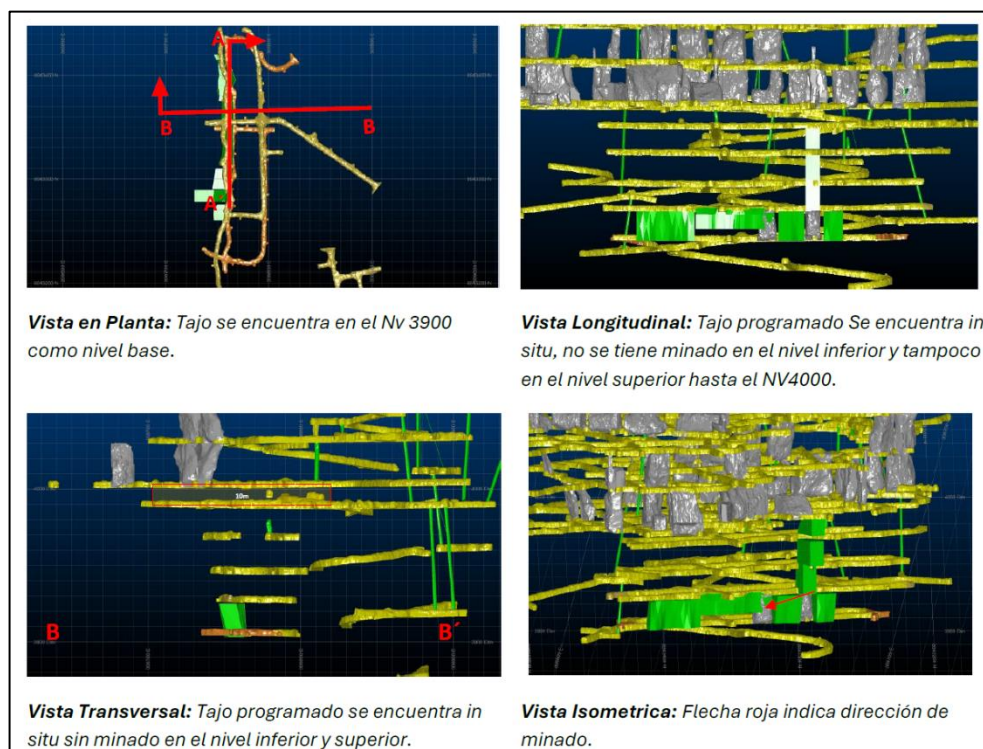 A
B
B
A
Vista en Planta: Tajo se encuentra en el Nv 3900
como nivel base.
Vista Longitudinal: Tajo programado Se encuentra in
situ, no se tiene minado en el nivel inferior y tampoco
en el nivel superior hasta el NV4000.
10m
B
B´
Vista Transversal: Tajo programado se encuentra in
situ sin minado en el nivel inferior y superior.
Vista Isometrica: Flecha roja indica dirección de
minado.